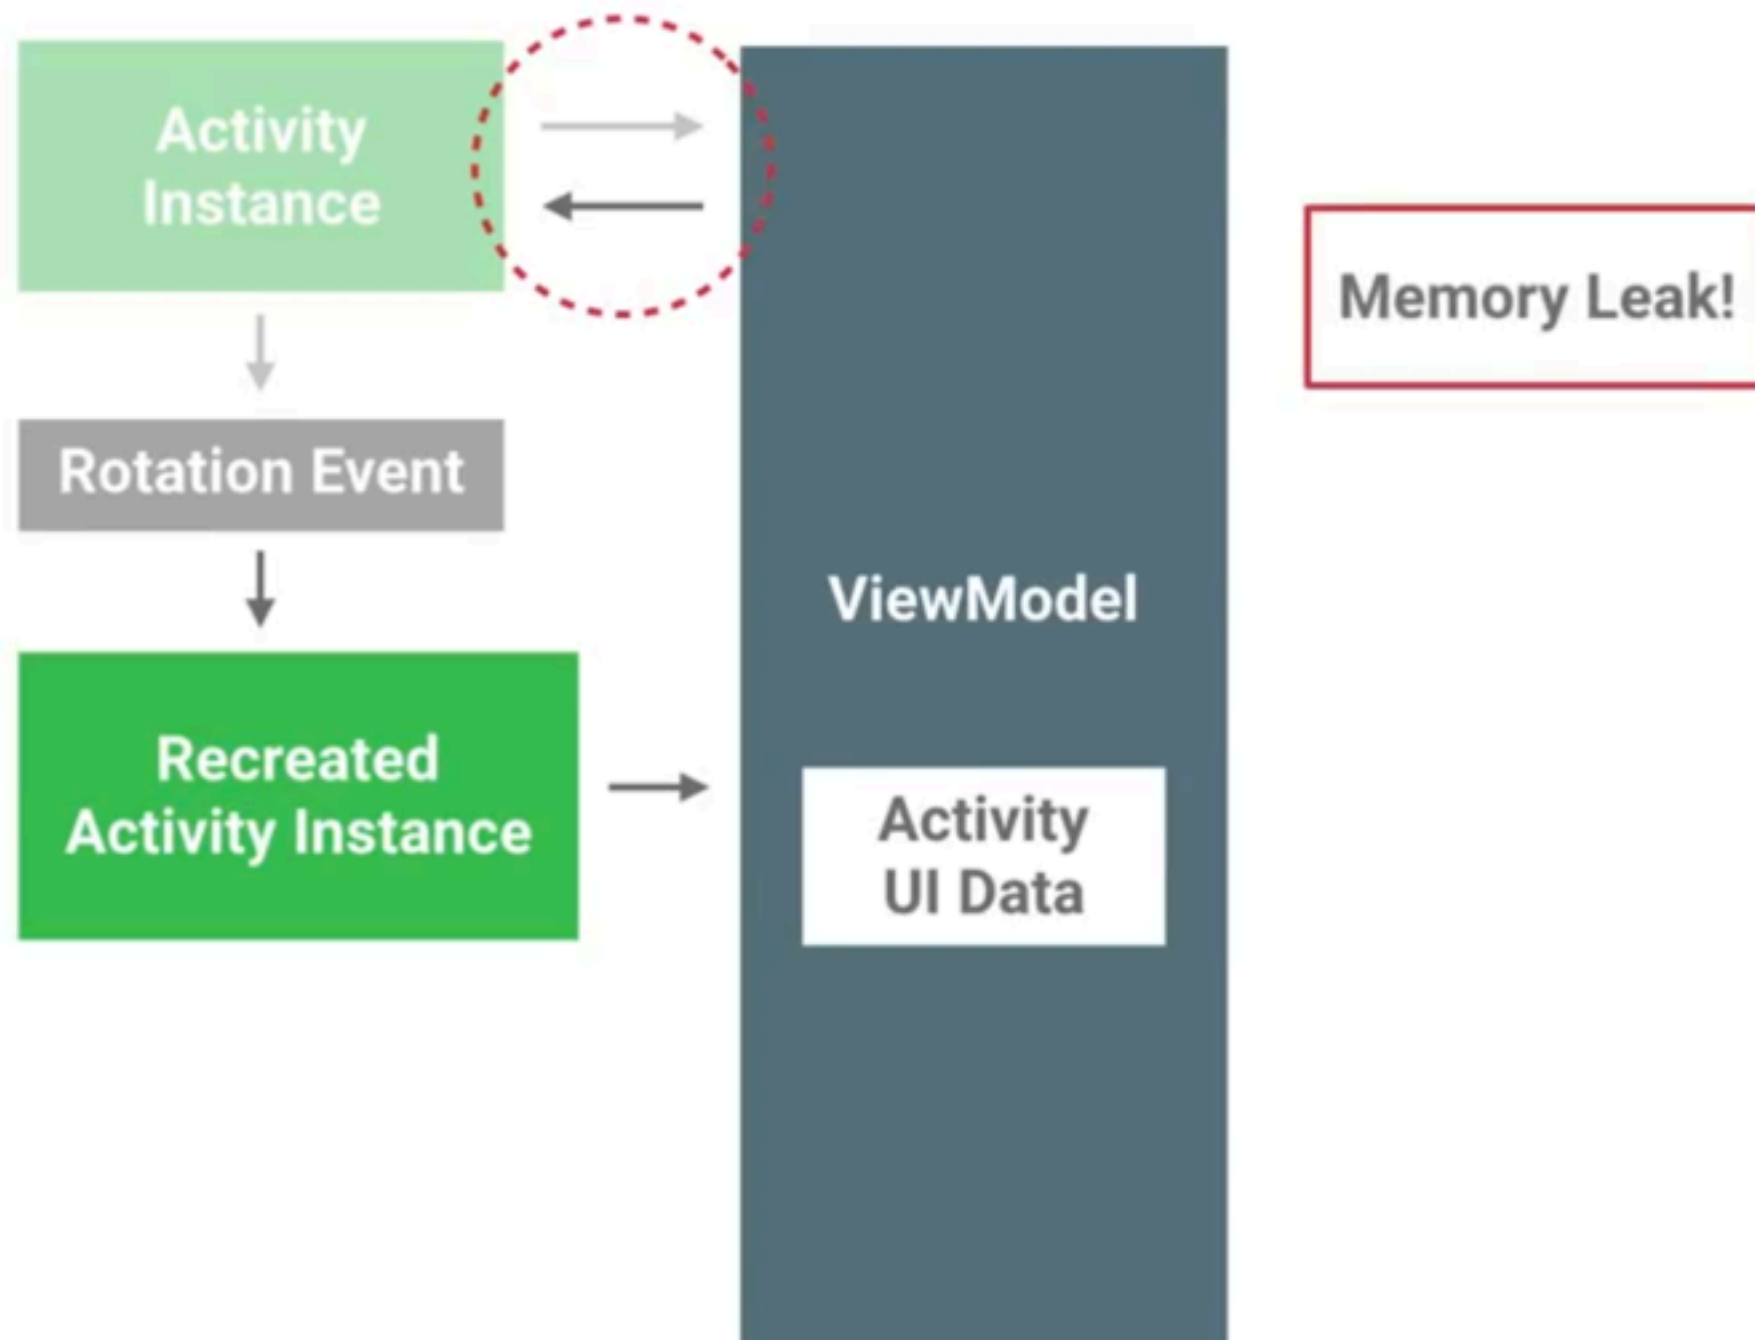 Activity
Instance
Rotation Event
Recreated
Activity Instance
ViewModel
Activity
UI Data
Memory Leak!